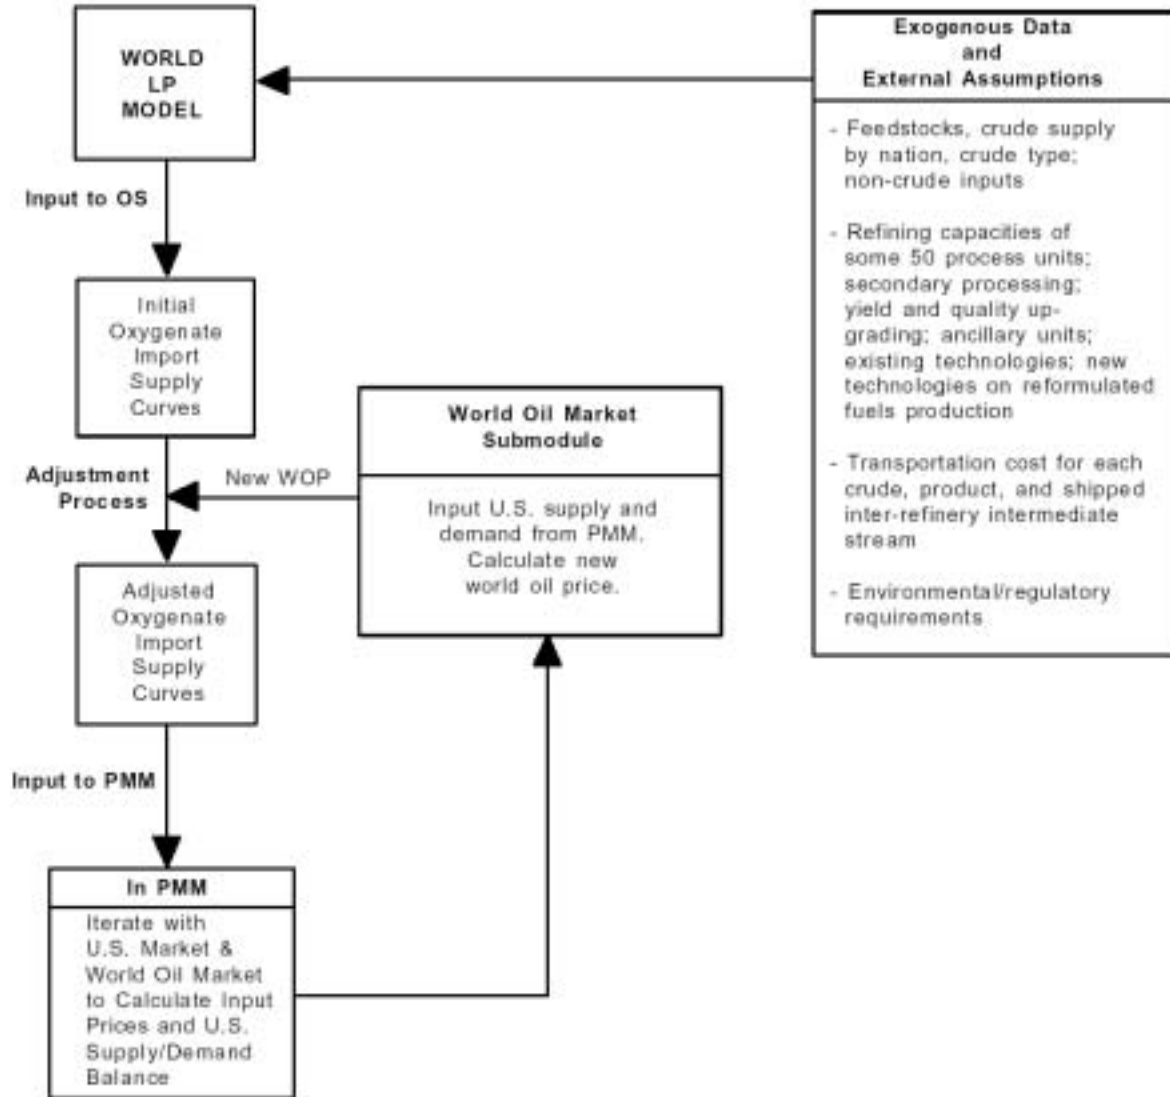 WORLD
LP
MODEL
Exogenous Data
and
External Assumptions
- Feedstocks, crude supply
by nation, crude type;
non-crude inputs
- Refining capacities of
some 50 process units;
secondary processing;
yield and quality up-
grading; ancillary units;
existing technologies; new
technologies on reformulated
fuels production
- Transportation cost for each
crude, product, and shipped
inter-refinery intermediate
stream
- Environmental/regulatory
requirements
Input to OS
Initial
Oxygenate
Import
Supply
Curves
Adjustment
Process
New WOP
World Oil Market
Submodule
Input U.S. supply and
demand from PMM.
Calculate new
world oil price.
Adjusted
Oxygenate
Import
Supply
Curves
Input to PMM
In PMM
Iterate with
U.S. Market &
World Oil Market
to Calculate Input
Prices and U.S.
Supply/Demand
Balance